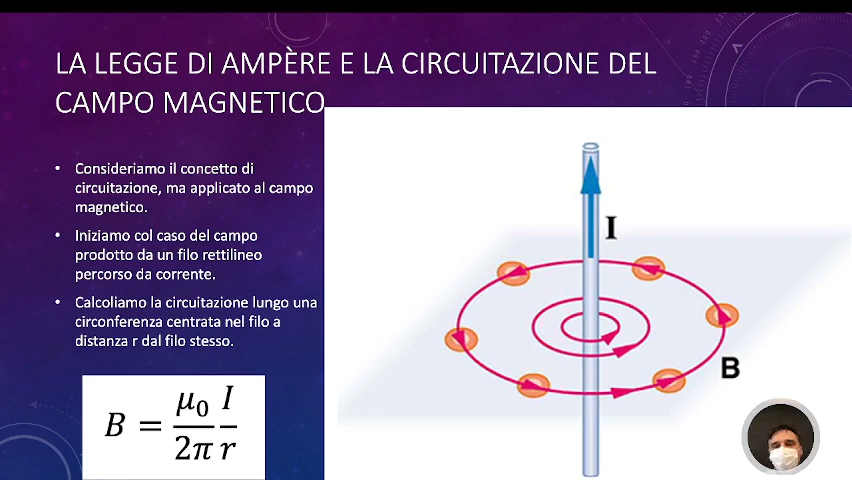 LA LEGGE DI AMPÈRE E LA CIRCUITAZIONE DEL
CAMPO MAGNETICO
• Consideriamo il concetto di
circuitazione, ma applicato al campo
magnetico.
• Iniziamo col caso del campo
prodotto da un filo rettilineo
percorso da corrente.
• Calcoliamo la circuitazione lungo una
circonferenza centrata nel filo a
distanza r dal filo stesso.
B = μ₀/2π I/r
I
B